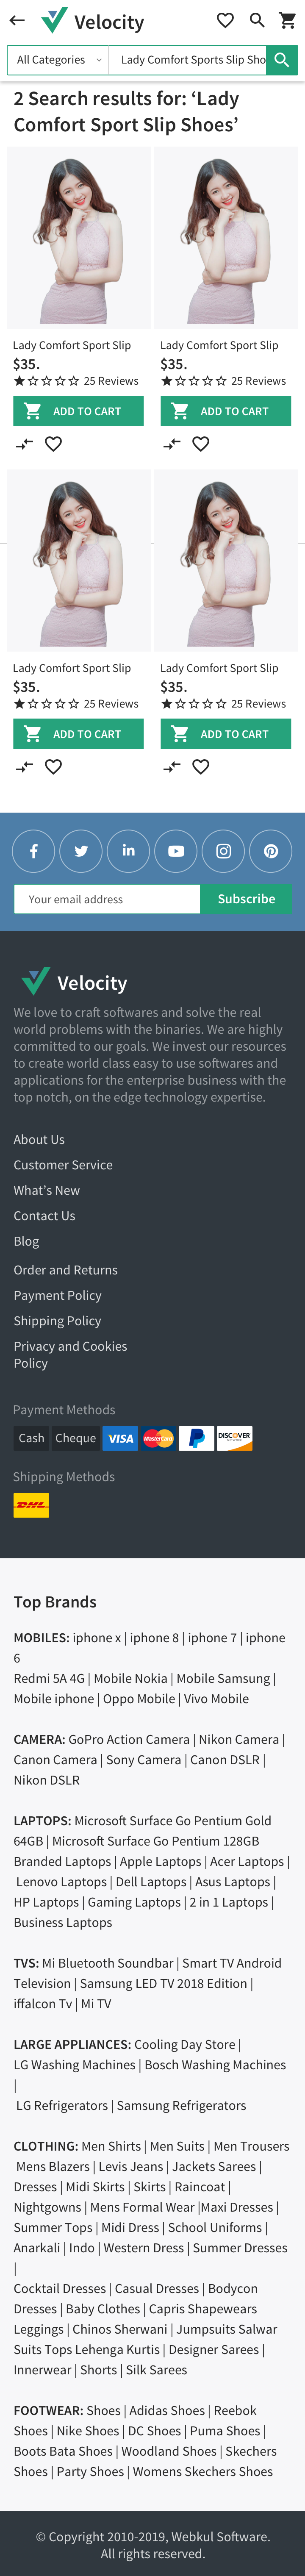 Velocity
All Categories Lady Comfort Sports Slip Sho
2 Search results for: ‘Lady
Comfort Sport Slip Shoes’
Lady Comfort Sport Slip
$35.
25 Reviews
ADD TO CART
Lady Comfort Sport Slip
$35.
25 Reviews
ADD TO CART
Lady Comfort Sport Slip
$35.
25 Reviews
ADD TO CART
Lady Comfort Sport Slip
$35.
25 Reviews
ADD TO CART
Your email address
Subscribe
Velocity
We love to craft softwares and solve the real
world problems with the binaries. We are highly
committed to our goals. We invest our resources
to create world class easy to use softwares and
applications for the enterprise business with the
top notch, on the edge technology expertise.
About Us
Customer Service
What’s New
Contact Us
Blog
Order and Returns
Payment Policy
Shipping Policy
Privacy and Cookies
Policy
Payment Methods
Cash Cheque VISA MasterCard DISCOVER
Shipping Methods
DHL
Top Brands
MOBILES: iphone x | iphone 8 | iphone 7 | iphone
6
Redmi 5A 4G | Mobile Nokia | Mobile Samsung |
Mobile iphone | Oppo Mobile | Vivo Mobile
CAMERA: GoPro Action Camera | Nikon Camera |
Canon Camera | Sony Camera | Canon DSLR |
Nikon DSLR
LAPTOPS: Microsoft Surface Go Pentium Gold
64GB | Microsoft Surface Go Pentium 128GB
Branded Laptops | Apple Laptops | Acer Laptops |
Lenovo Laptops | Dell Laptops | Asus Laptops |
HP Laptops | Gaming Laptops | 2 in 1 Laptops |
Business Laptops
TVS: Mi Bluetooth Soundbar | Smart TV Android
Television | Samsung LED TV 2018 Edition |
iffalcon Tv | Mi TV
LARGE APPLIANCES: Cooling Day Store |
LG Washing Machines | Bosch Washing Machines
|
LG Refrigerators | Samsung Refrigerators
CLOTHING: Men Shirts | Men Suits | Men Trousers
Mens Blazers | Levis Jeans | Jackets Sarees |
Dresses | Midi Skirts | Skirts | Raincoat |
Nightgowns | Mens Formal Wear |Maxi Dresses |
Summer Tops | Midi Dress | School Uniforms |
Anarkali | Indo | Western Dress | Summer Dresses
|
Cocktail Dresses | Casual Dresses | Bodycon
Dresses | Baby Clothes | Capris Shapewears
Leggings | Chinos Sherwani | Jumpsuits Salwar
Suits Tops Lehenga Kurtis | Designer Sarees |
Innerwear | Shorts | Silk Sarees
FOOTWEAR: Shoes | Adidas Shoes | Reebok
Shoes | Nike Shoes | DC Shoes | Puma Shoes |
Boots Bata Shoes | Woodland Shoes | Skechers
Shoes | Party Shoes | Womens Skechers Shoes
© Copyright 2010-2019, Webkul Software.
All rights reserved.